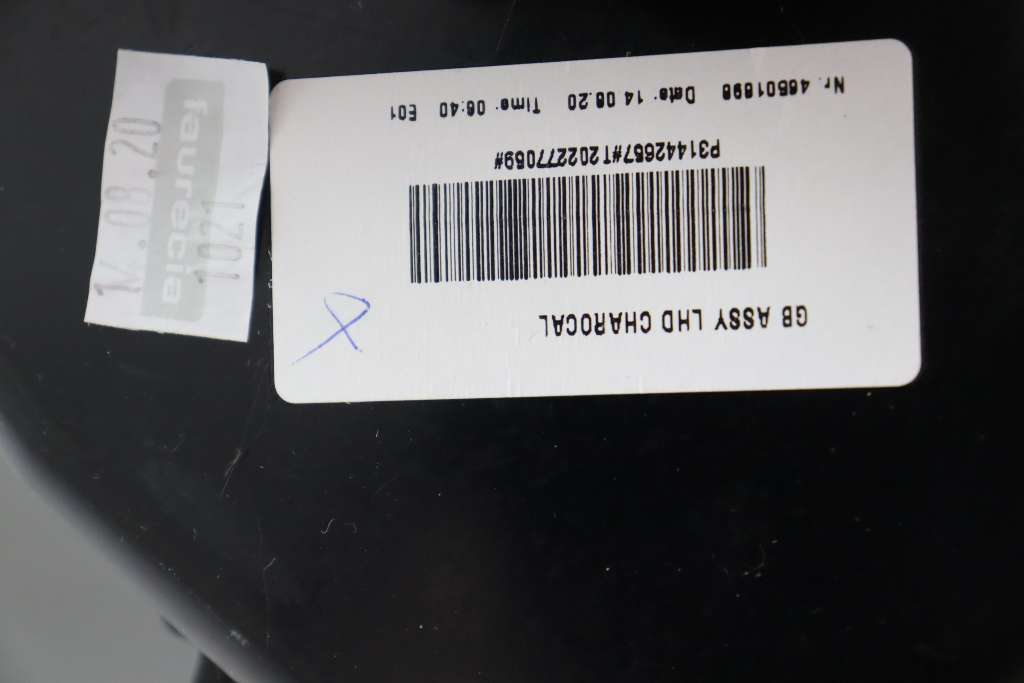 GB ASSY LHD CHAROCAL
P31442657#T202277059#
Nr. 46501898 Date: 14 08.20 Time: 06:40 E01
14.08.20
faurecia
1021